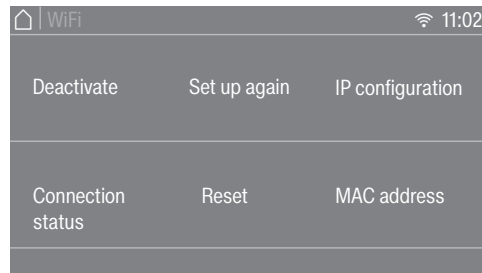 WiFi 11:02
Deactivate Set up again IP configuration
Connection status Reset MAC address